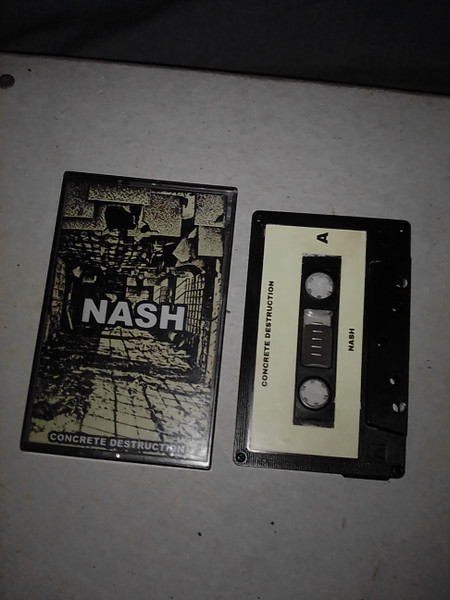 NASH
CONCRETE DESTRUCTION
A
CONCRETE DESTRUCTION
NASH